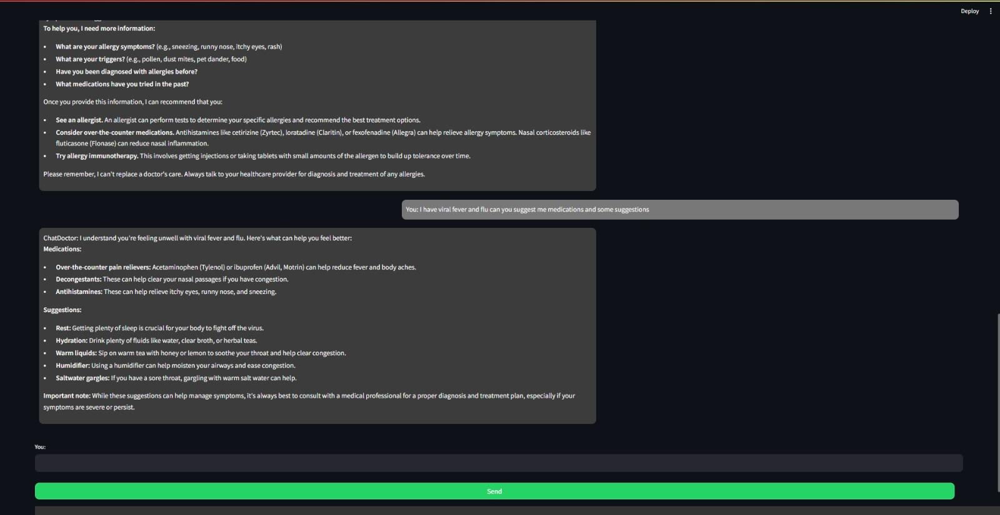 Deploy
To help you, I need more information:
• What are your allergy symptoms? (e.g., sneezing, runny nose, itchy eyes, rash)
• What are your triggers? (e.g., pollen, dust mites, pet dander, food)
• Have you been diagnosed with allergies before?
• What medications have you tried in the past?
Once you provide this information, I can recommend that you:
• See an allergist. An allergist can perform tests to determine your specific allergies and recommend the best treatment options.
• Consider over-the-counter medications. Antihistamines like cetirizine (Zyrtec), loratadine (Claritin), or fexofenadine (Allegra) can help relieve allergy symptoms. Nasal corticosteroids like
fluticasone (Flonase) can reduce nasal inflammation.
• Try allergy immunotherapy. This involves getting injections or taking tablets with small amounts of the allergen to build up tolerance over time.
Please remember, I can't replace a doctor's care. Always talk to your healthcare provider for diagnosis and treatment of any allergies.
You: I have viral fever and flu can you suggest me medications and some suggestions
ChatDoctor: I understand you're feeling unwell with viral fever and flu. Here's what can help you feel better:
Medications:
• Over-the-counter pain relievers: Acetaminophen (Tylenol) or ibuprofen (Advil, Motrin) can help reduce fever and body aches.
• Decongestants: These can help clear your nasal passages if you have congestion.
• Antihistamines: These can help relieve itchy eyes, runny nose, and sneezing.
Suggestions:
• Rest: Getting plenty of sleep is crucial for your body to fight off the virus.
• Hydration: Drink plenty of fluids like water, clear broth, or herbal teas.
• Warm liquids: Sip on warm tea with honey or lemon to soothe your throat and help clear congestion.
• Humidifier: Using a humidifier can help moisten your airways and ease congestion.
• Saltwater gargles: If you have a sore throat, gargling with warm salt water can help.
Important note: While these suggestions can help manage symptoms, it's always best to consult with a medical professional for a proper diagnosis and treatment plan, especially if your
symptoms are severe or persist.
You:
Send